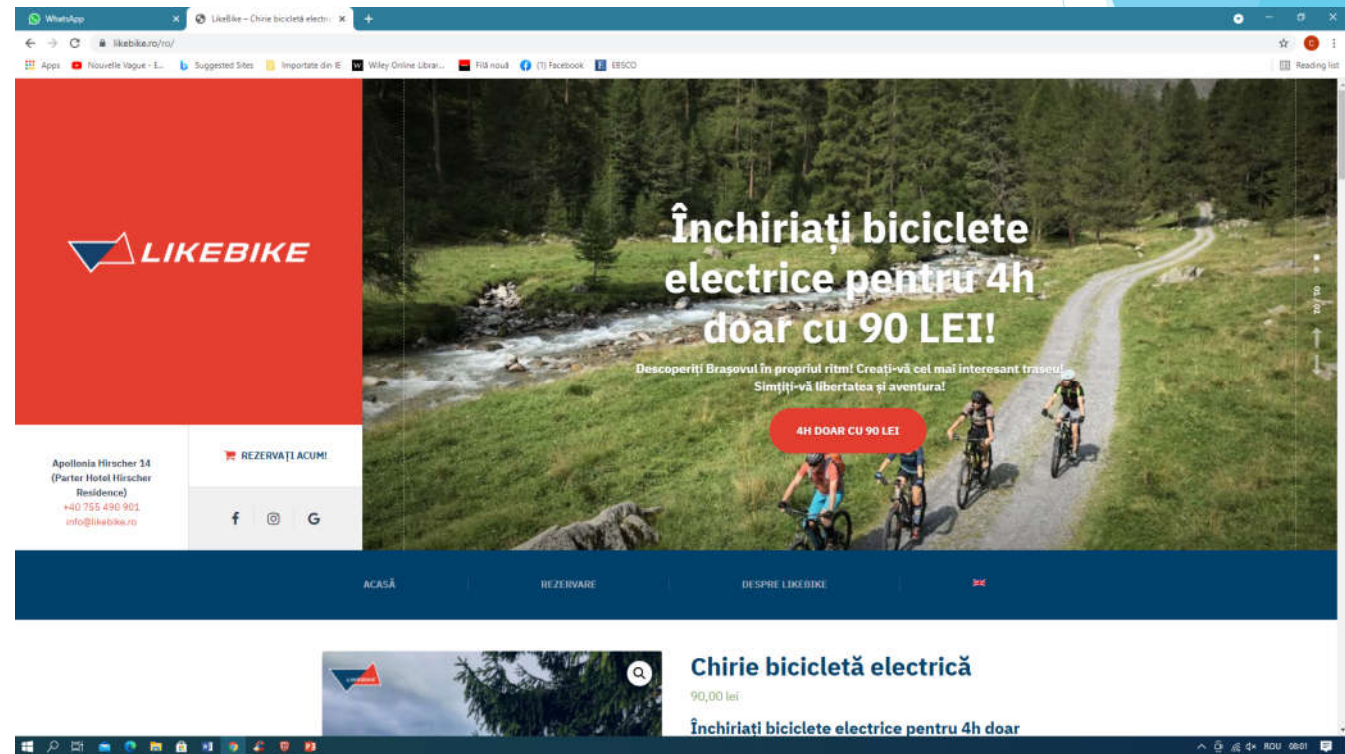 WhatsApp
LikeBike – Chirie bicicletă electric
likebike.ro/ro/
Apps
Nouvelle Vague - E...
Suggested Sites
Importate din IE
Wiley Online Librar...
Filă nouă
(1) Facebook
EBSCO
Reading list
LIKEBIKE
Închiriați biciclete
electrice pentru 4h
doar cu 90 LEI!
Descoperiți Brașovul în propriul ritm! Creați-vă cel mai interesant traseu!
Simțiți-vă libertatea și aventura!
4H DOAR CU 90 LEI
Apollonia Hirscher 14
(Parter Hotel Hirscher
Residence)
+40 755 490 901
info@likebike.ro
REZERVAȚI ACUM!
ACASĂ
REZERVARE
DESPRE LIKEBIKE
LIKEBIKE
Chirie bicicletă electrică
90,00 lei
Închiriați biciclete electrice pentru 4h doar
ROU
08:01